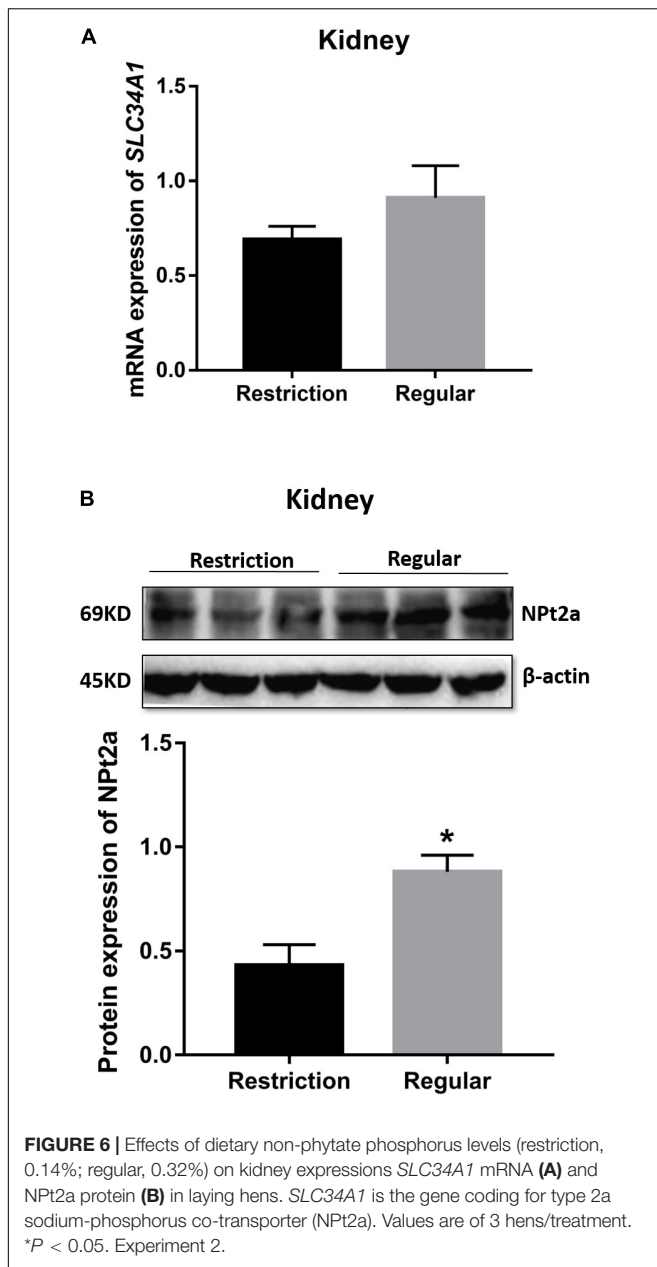 A
Kidney
mRNA expression of SLC34A1
1.5
1.0
0.5
0.0
Restriction
Regular
B
Kidney
Restriction
Regular
69KD
NPt2a
45KD
β-actin
Protein expression of NPt2a
1.5
1.0
0.5
0.0
*
Restriction
Regular
FIGURE 6 | Effects of dietary non-phytate phosphorus levels (restriction,
0.14%; regular, 0.32%) on kidney expressions SLC34A1 mRNA (A) and
NPt2a protein (B) in laying hens. SLC34A1 is the gene coding for type 2a
sodium-phosphorus co-transporter (NPt2a). Values are of 3 hens/treatment.
*P < 0.05. Experiment 2.